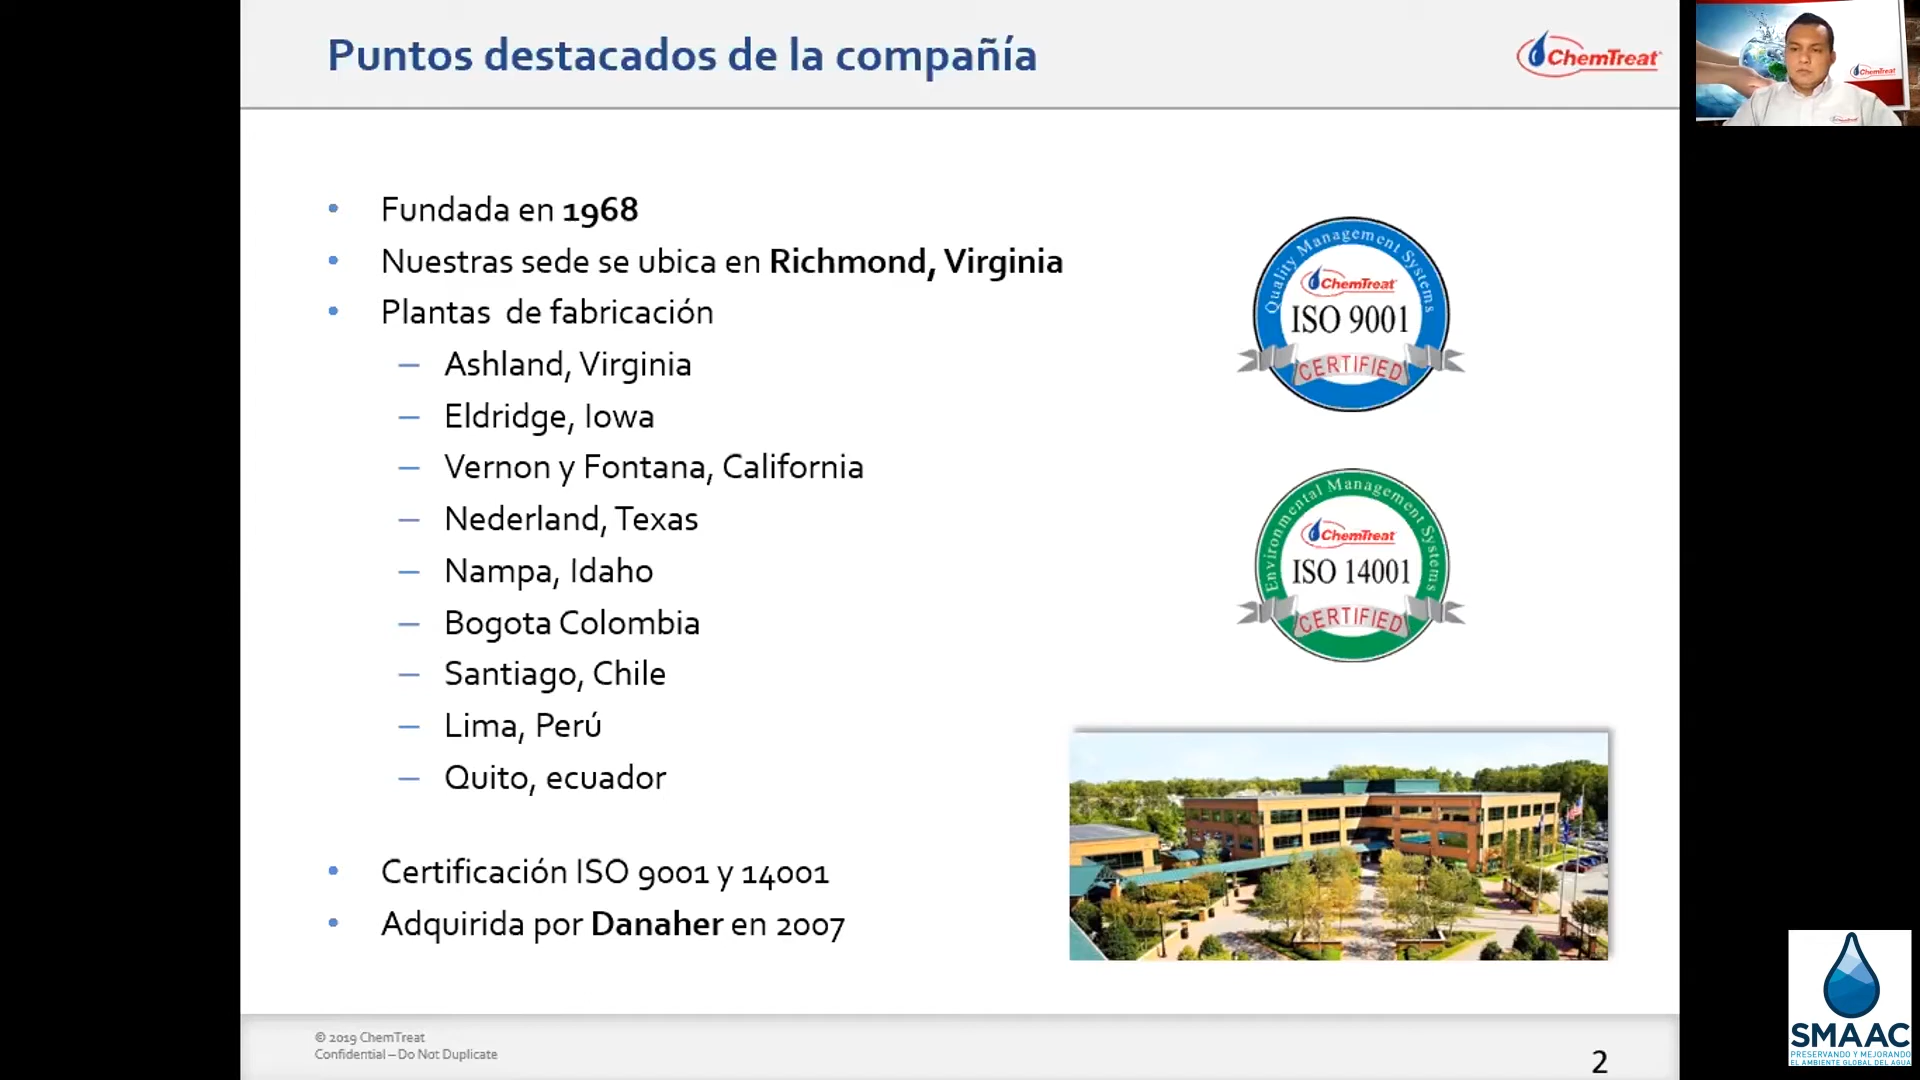 Puntos destacados de la compañía
ChemTreat
ChemTreat
ChemTreat
• Fundada en 1968
• Nuestras sede se ubica en Richmond, Virginia
• Plantas de fabricación
– Ashland, Virginia
– Eldridge, Iowa
– Vernon y Fontana, California
– Nederland, Texas
– Nampa, Idaho
– Bogota Colombia
– Santiago, Chile
– Lima, Perú
– Quito, ecuador
• Certificación ISO 9001 y 14001
• Adquirida por Danaher en 2007
Quality Management Systems
ChemTreat
ISO 9001
CERTIFIED
Environmental Management Systems
ChemTreat
ISO 14001
CERTIFIED
© 2019 ChemTreat
Confidential – Do Not Duplicate
2
SMAAC
PRESERVANDO Y MEJORANDO
EL AMBIENTE GLOBAL DEL AGUA